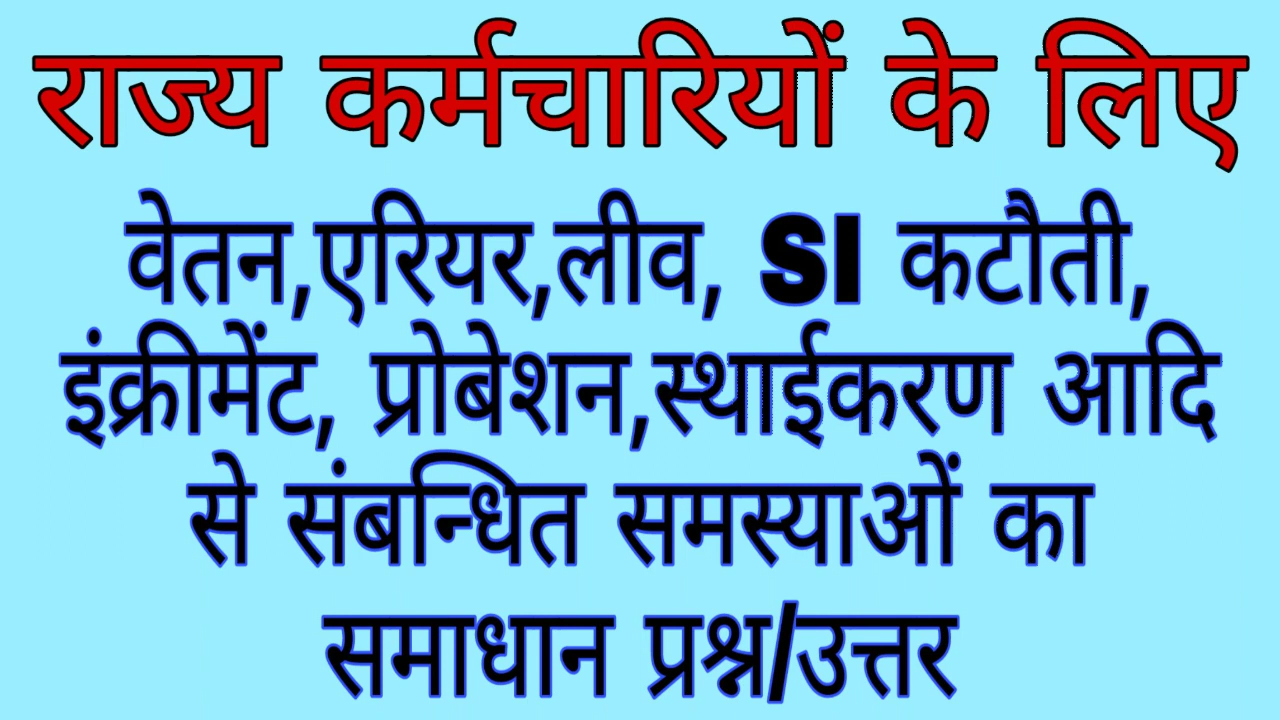 राज्य कर्मचारियों के लिए
वेतन,एरियर,लीव, SI कटौती,
इंक्रीमेंट, प्रोबेशन,स्थाईकरण आदि
से संबन्धित समस्याओं का
समाधान प्रश्न/उत्तर